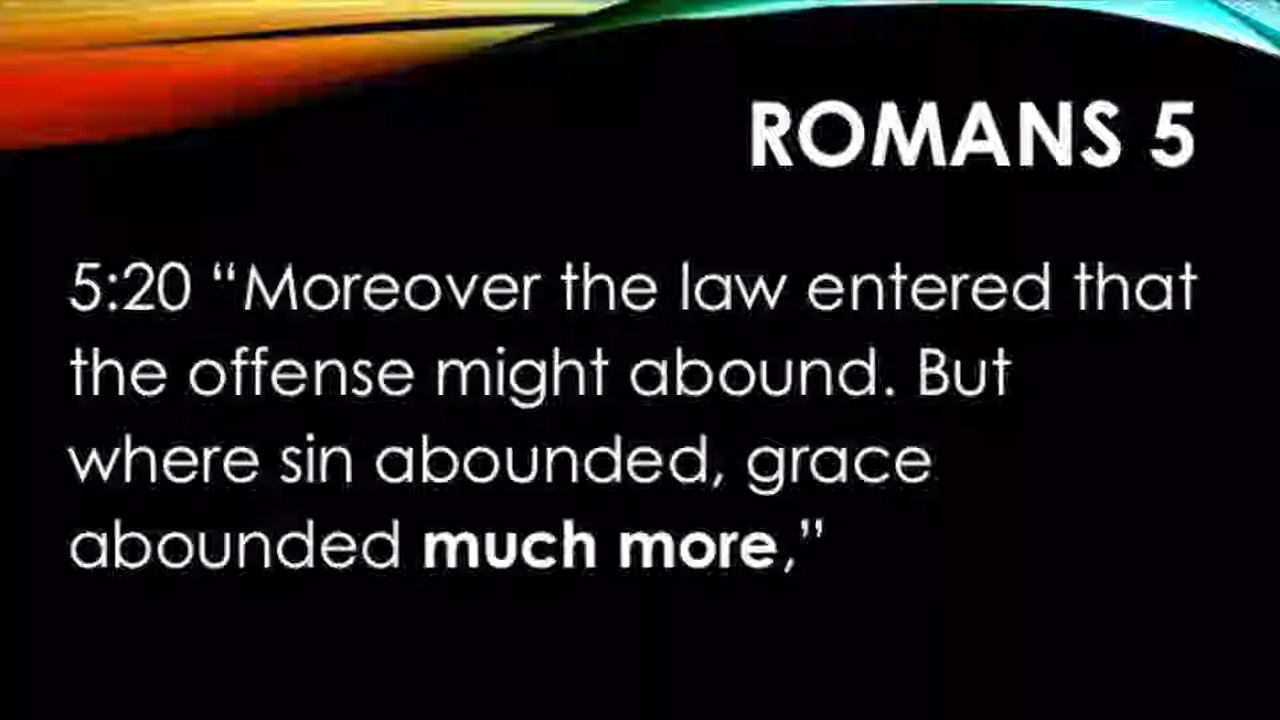 ROMANS 5
5:20 “Moreover the law entered that
the offense might abound. But
where sin abounded, grace
abounded much more,”